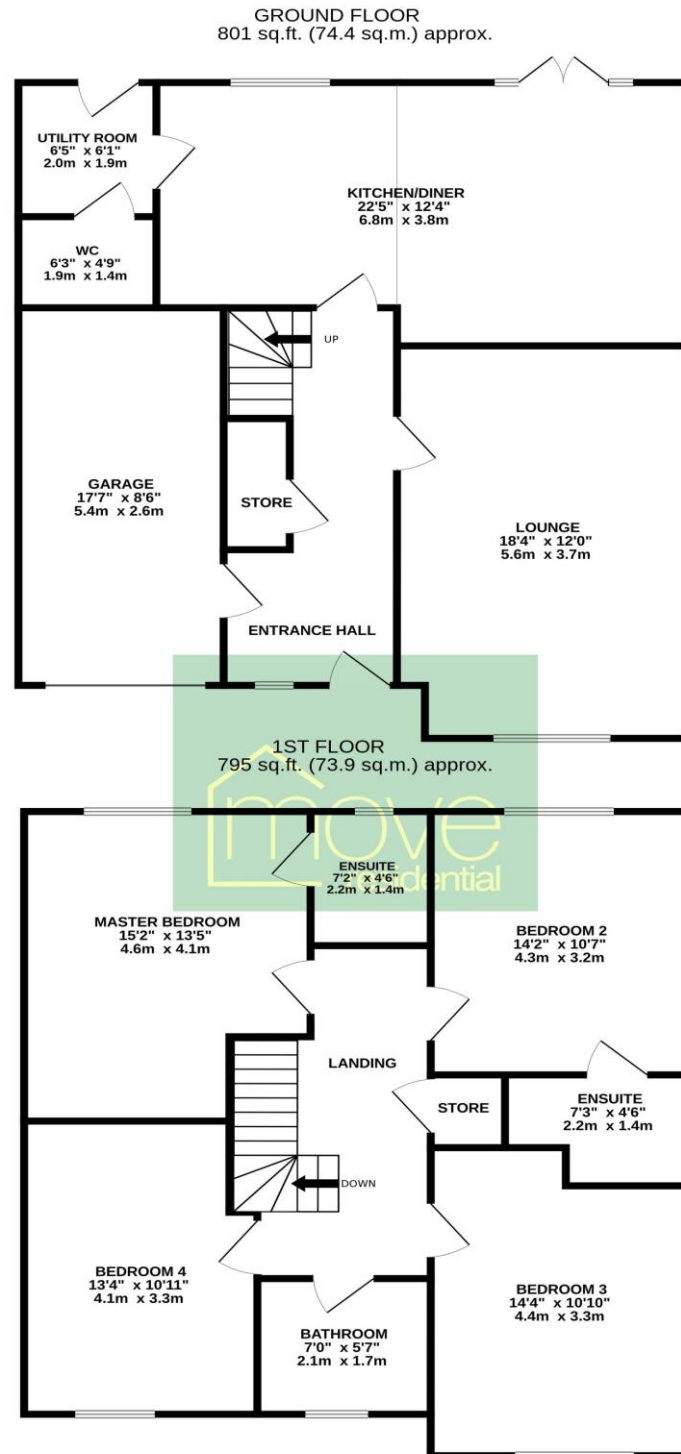 GROUND FLOOR
801 sq.ft. (74.4 sq.m.) approx.
UTILITY ROOM
6'5" x 6'1"
2.0m x 1.9m
KITCHEN/DINER
22'5" x 12'4"
6.8m x 3.8m
WC
6'3" x 4'9"
1.9m x 1.4m
UP
GARAGE
17'7" x 8'6"
5.4m x 2.6m
STORE
LOUNGE
18'4" x 12'0"
5.6m x 3.7m
ENTRANCE HALL
1ST FLOOR
795 sq.ft. (73.9 sq.m.) approx.
move
residential
ENSUITE
7'2" x 4'6"
2.2m x 1.4m
MASTER BEDROOM
15'2" x 13'5"
4.6m x 4.1m
BEDROOM 2
14'2" x 10'7"
4.3m x 3.2m
LANDING
STORE
ENSUITE
7'3" x 4'6"
2.2m x 1.4m
DOWN
BEDROOM 4
13'4" x 10'11"
4.1m x 3.3m
BEDROOM 3
14'4" x 10'10"
4.4m x 3.3m
BATHROOM
7'0" x 5'7"
2.1m x 1.7m